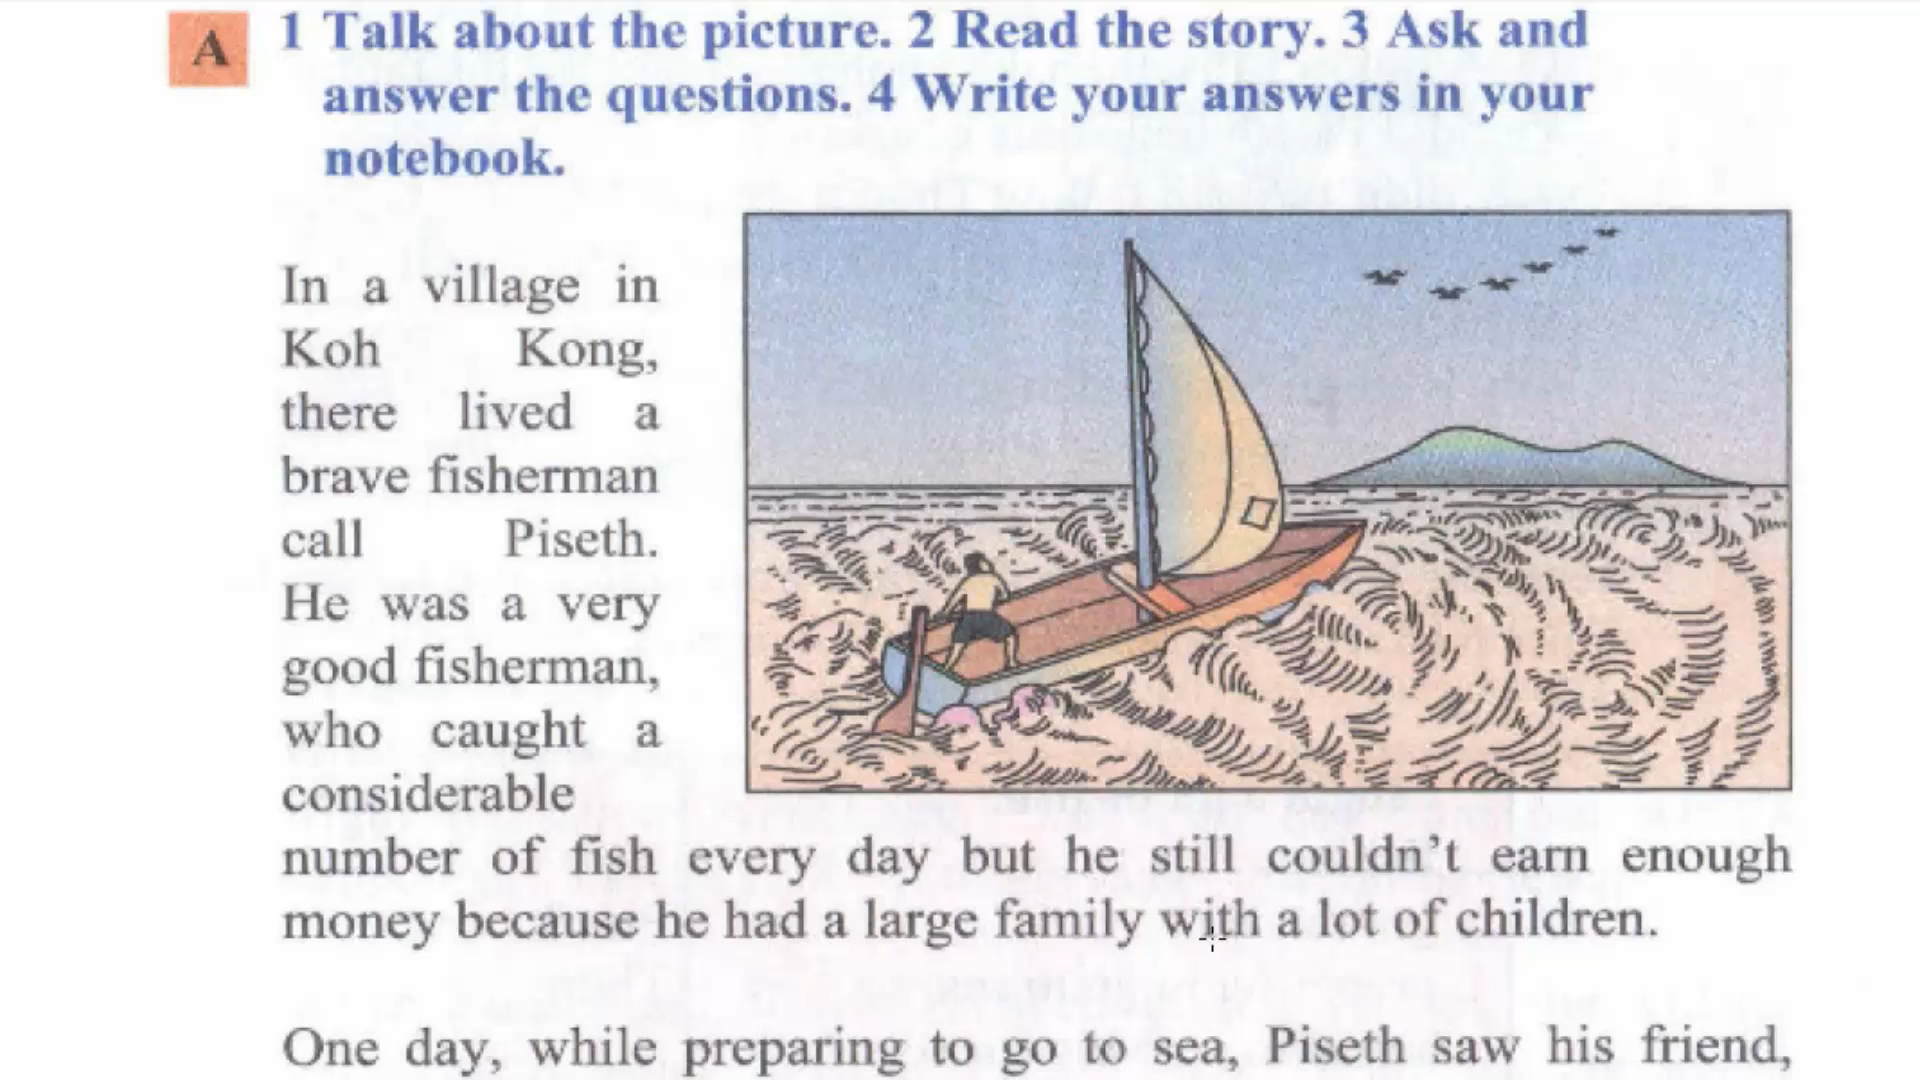 A
1 Talk about the picture. 2 Read the story. 3 Ask and
answer the questions. 4 Write your answers in your
notebook.
In a village in
Koh Kong,
there lived a
brave fisherman
call Piseth.
He was a very
good fisherman,
who caught a
considerable
number of fish every day but he still couldn't earn enough
money because he had a large family with a lot of children.
One day, while preparing to go to sea, Piseth saw his friend,